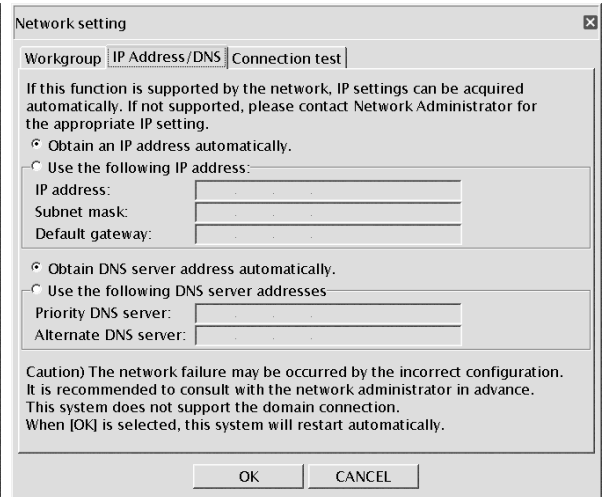 Network setting
Workgroup IP Address/DNS Connection test
If this function is supported by the network, IP settings can be acquired
automatically. If not supported, please contact Network Administrator for
the appropriate IP setting.
Obtain an IP address automatically.
Use the following IP address:
IP address:
Subnet mask:
Default gateway:
Obtain DNS server address automatically.
Use the following DNS server addresses
Priority DNS server:
Alternate DNS server:
Caution) The network failure may be occurred by the incorrect configuration.
It is recommended to consult with the network administrator in advance.
This system does not support the domain connection.
When [OK] is selected, this system will restart automatically.
OK CANCEL